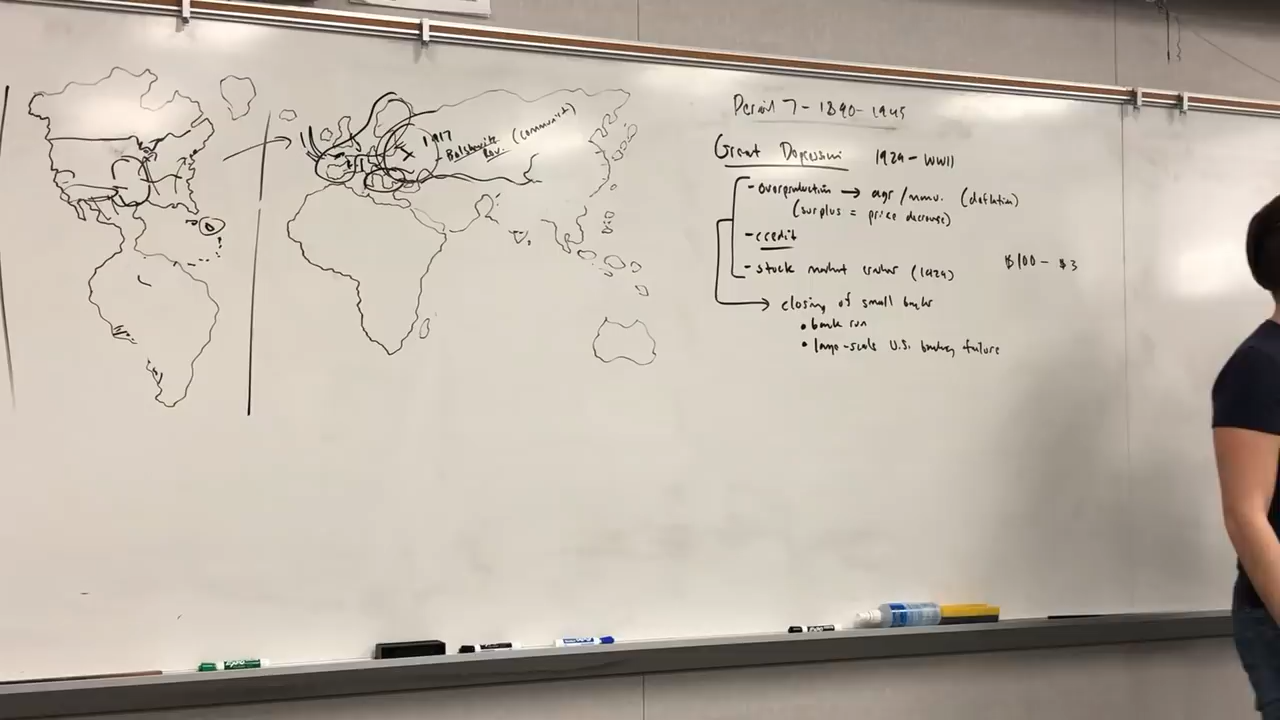 1917
Bolshevik (communist)
Rev.
Period 7 - 1890-1945
Great Depression 1929 - WWII
- overproduction → agr/manu. (deflation)
(surplus = price decrease)
- credit
- stock market crashes (1929)
$100 - $3
→ closing of small banks
• bank run
• large-scale U.S. banking failure